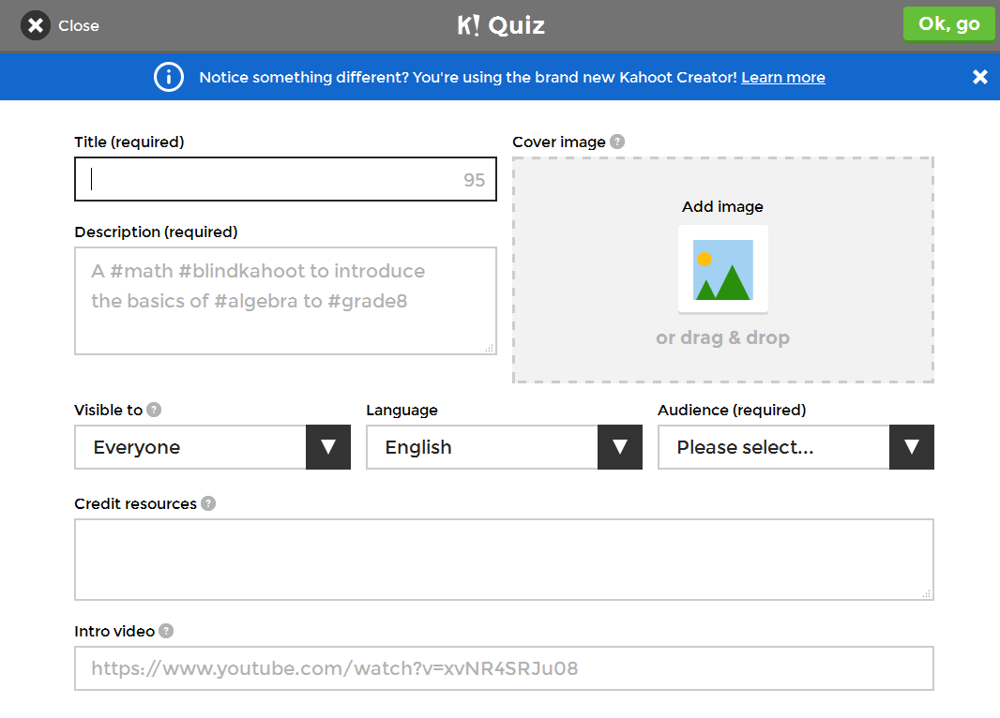 Close
K! Quiz
Ok, go
Notice something different? You're using the brand new Kahoot Creator! Learn more
Title (required)
95
Cover image ?
Add image
or drag & drop
Description (required)
A #math #blindkahoot to introduce
the basics of #algebra to #grade8
Visible to ?
Everyone
Language
English
Audience (required)
Please select...
Credit resources ?
Intro video ?
https://www.youtube.com/watch?v=xvNR4SRJu08